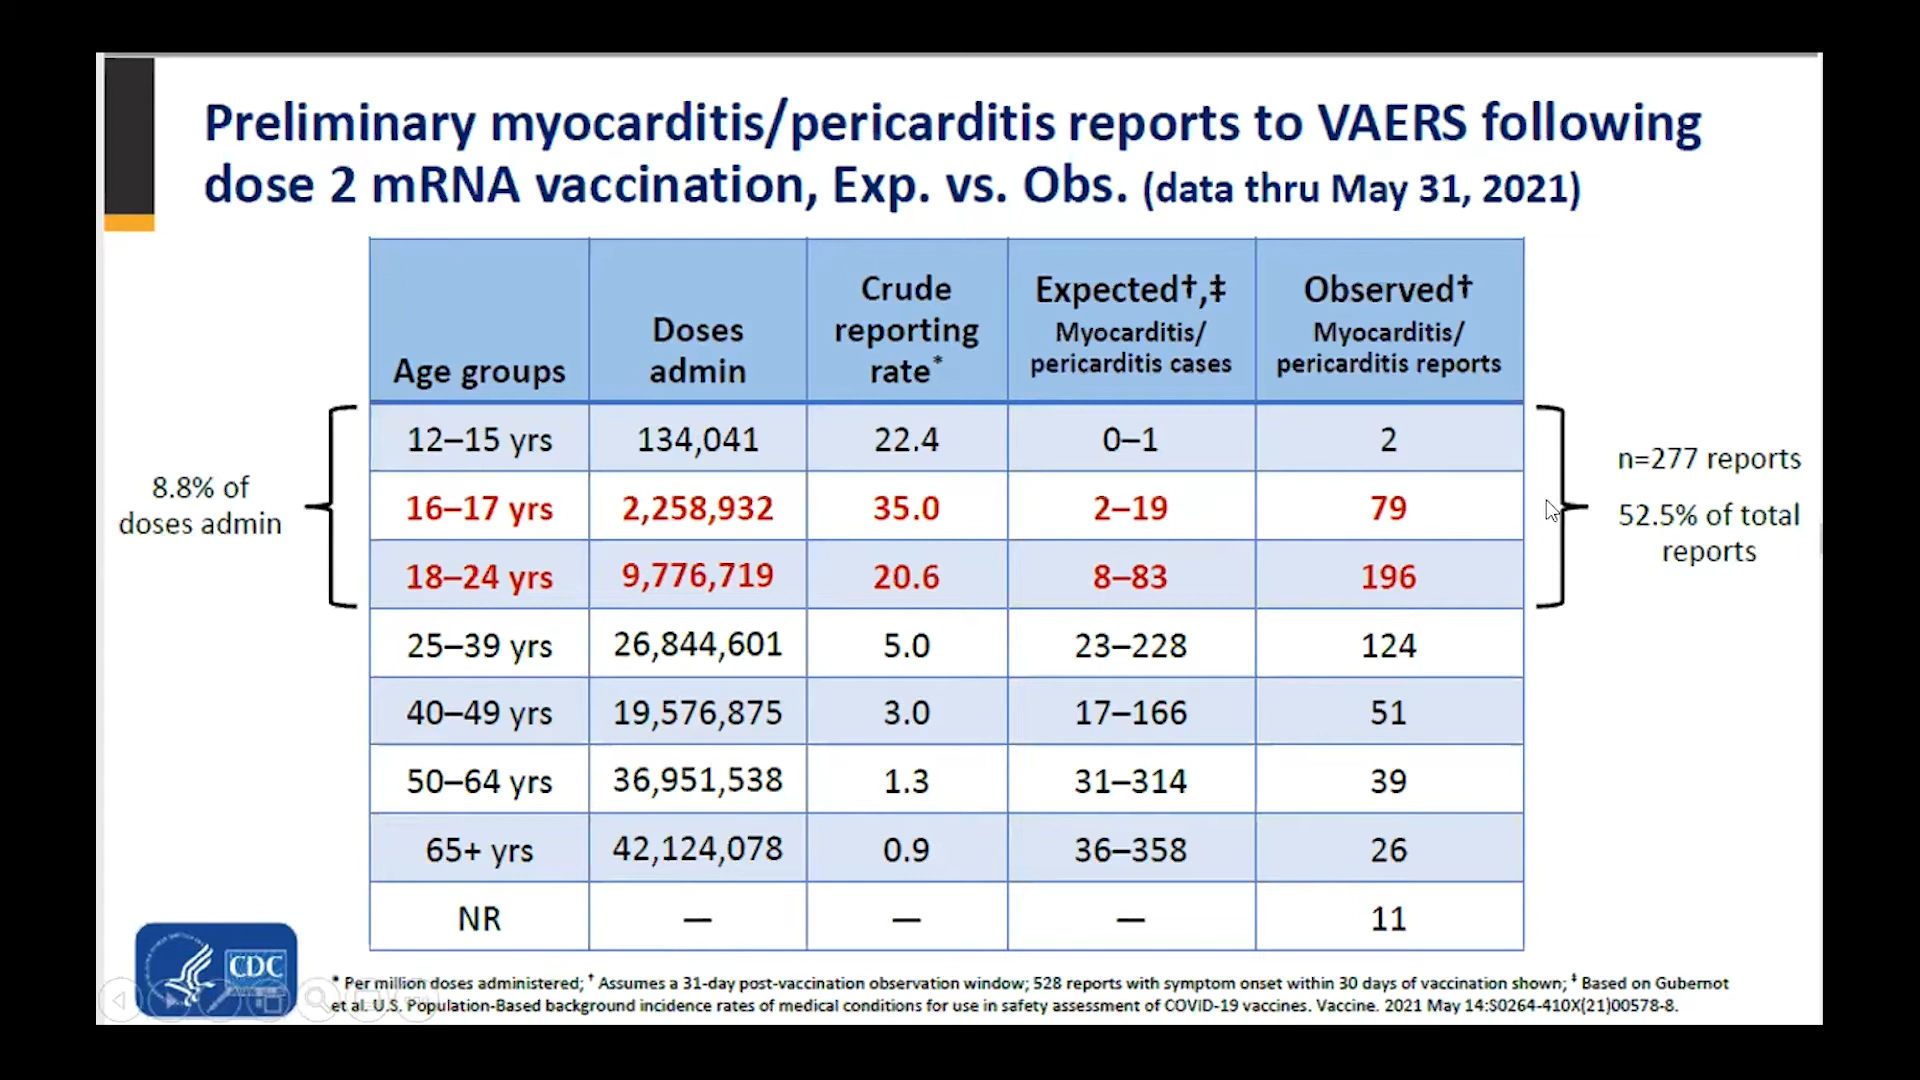 Preliminary myocarditis/pericarditis reports to VAERS following
dose 2 mRNA vaccination, Exp. vs. Obs. (data thru May 31, 2021)
Age groups
Doses
admin
Crude
reporting
rate*
Expected†,‡
Myocarditis/
pericarditis cases
Observed†
Myocarditis/
pericarditis reports
12–15 yrs 134,041 22.4 0–1 2
16–17 yrs 2,258,932 35.0 2–19 79
18–24 yrs 9,776,719 20.6 8–83 196
25–39 yrs 26,844,601 5.0 23–228 124
40–49 yrs 19,576,875 3.0 17–166 51
50–64 yrs 36,951,538 1.3 31–314 39
65+ yrs 42,124,078 0.9 36–358 26
NR — — — 11
8.8% of
doses admin
n=277 reports
52.5% of total
reports
CDC
* Per million doses administered; † Assumes a 31-day post-vaccination observation window; 528 reports with symptom onset within 30 days of vaccination shown; ‡ Based on Gubernot
et al. U.S. Population-Based background incidence rates of medical conditions for use in safety assessment of COVID-19 vaccines. Vaccine. 2021 May 14:S0264-410X(21)00578-8.